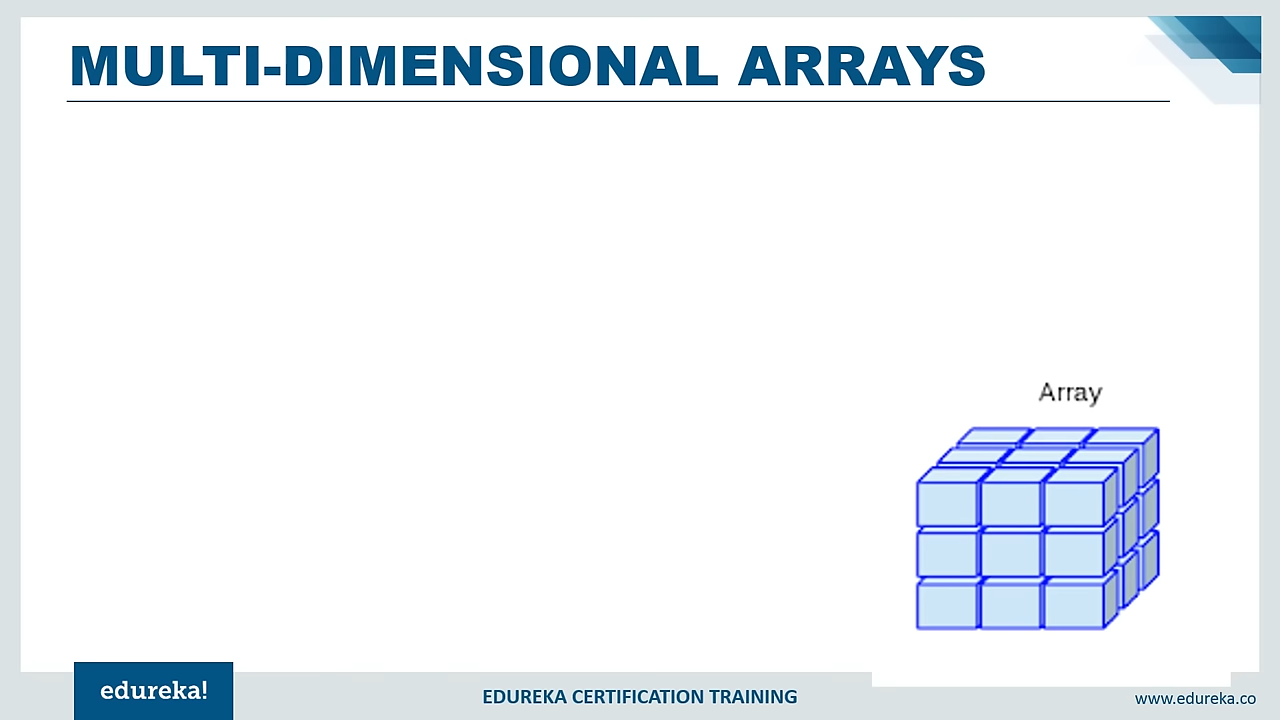 MULTI-DIMENSIONAL ARRAYS
Array
edureka!
EDUREKA CERTIFICATION TRAINING
www.edureka.co